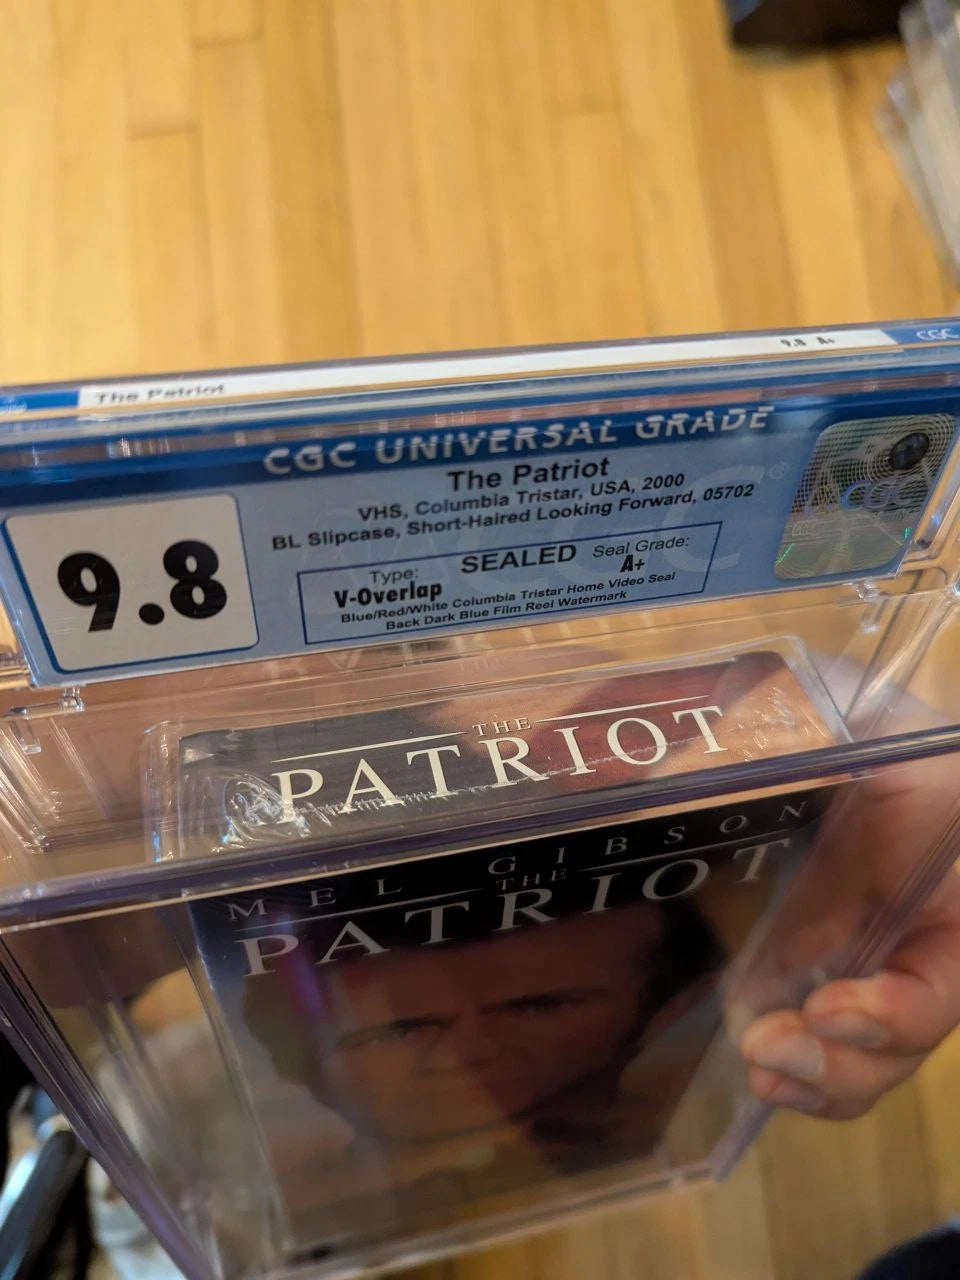 The Patriot 9.8 A+ CGC
CGC UNIVERSAL GRADE
The Patriot
VHS, Columbia Tristar, USA, 2000
BL Slipcase, Short-Haired Looking Forward, 05702
9.8
Type: SEALED Seal Grade:
V-Overlap A+
Blue/Red/White Columbia Tristar Home Video Seal
Back Dark Blue Film Reel Watermark
CGC
THE
PATRIOT
MEL GIBSON
THE
PATRIOT